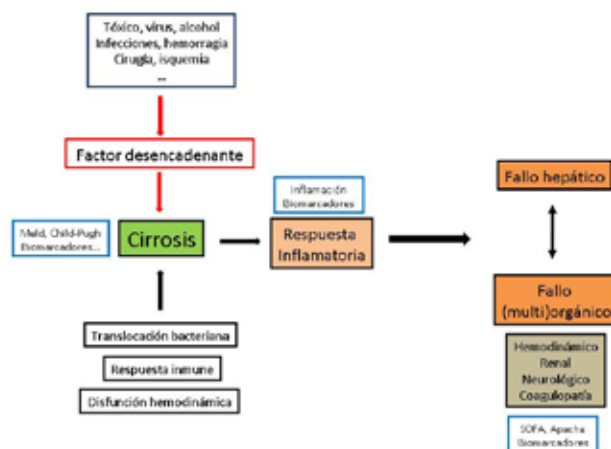 Tóxico, virus, alcohol
Infecciones, hemorragia
Cirugía, isquemia
...
Factor desencadenante
Meld, Child-Pugh
Biomarcadores...
Cirrosis
Inflamación
Biomarcadores
Respuesta
Inflamatoria
Translocación bacteriana
Respuesta inmune
Disfunción hemodinámica
Fallo hepático
Fallo
(multi)orgánico
Hemodinámico
Renal
Neurológico
Coagulopatía
SOFA, Apache
Biomarcadores